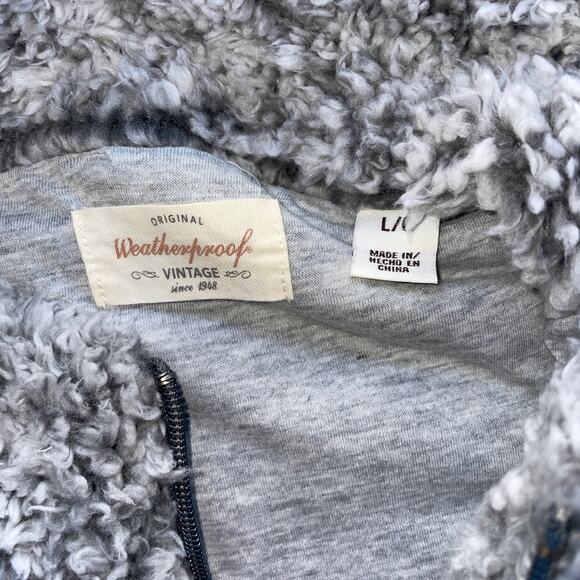 ORIGINAL
Weatherproof®
VINTAGE
since 1948
L/G
MADE IN/
HECHO EN
CHINA